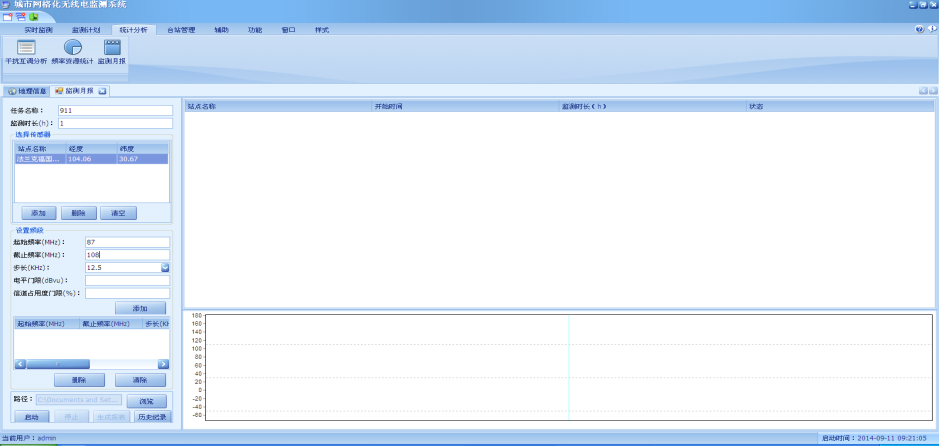 城市网格化无线电监测系统
实时监测 监测计划 统计分析 台站管理 辅助 功能 窗口 样式
干扰互调分析 频率资源统计 监测月报
地理信息 监测月报
任务名称： 911
监测时长(h)： 1
选择传感器
站点名称 经度 纬度
法兰克福国... 104.06 30.67
添加 删除 清空
设置频段
起始频率(MHz)： 87
截止频率(MHz)： 108
步长(KHz)： 12.5
电平门限(dBvu)：
信道占用度门限(%)：
添加
起始频率(MHz) 截止频率(MHz) 步长(KH
删除 清除
路径： C:\Documents and Set... 浏览
启动 停止 生成报表 历史纪录
站点名称 开始时间 监测时长(h) 状态
180
160
140
120
100
80
60
40
20
0
-20
-40
-60
当前用户：admin
启动时间：2014-09-11 09:21:05